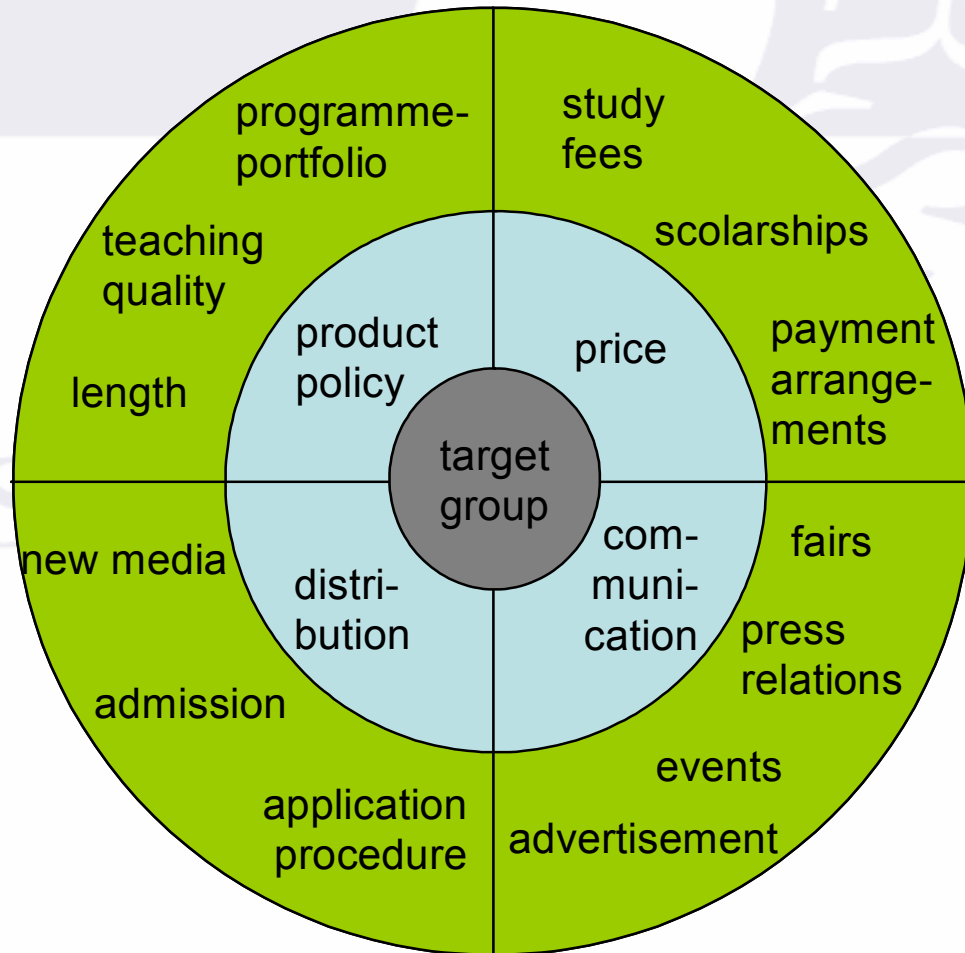 programme-
portfolio
teaching
quality
length
study
fees
scolarships
payment
arrange-
ments
product
policy
price
target
group
distri-
bution
com-
muni-
cation
new media
admission
application
procedure
fairs
press
relations
events
advertisement